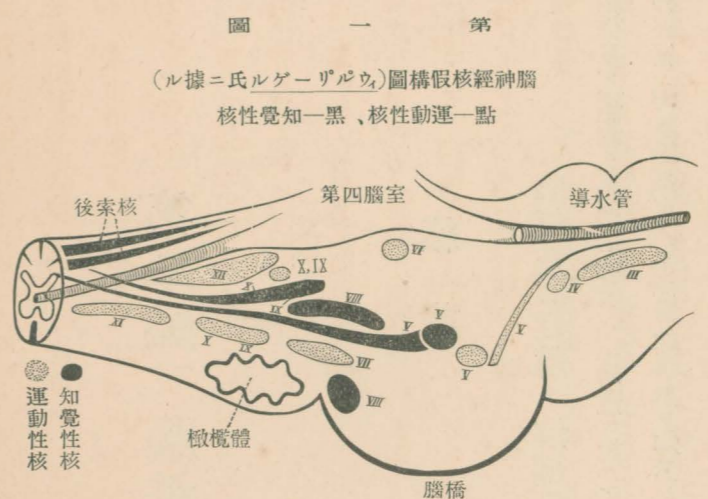 第一圖
腦神經核假構圖(ウィルリーゲル氏ニ據ル)
點—運動性核、黑—知覺性核
後索核
第四腦室
導水管
XII
X
X,IX
VI
IV
III
IX
VIII
V
V
V
XI
X
IX
VII
V
VIII
知覺性核
運動性核
橄欖體
腦橋